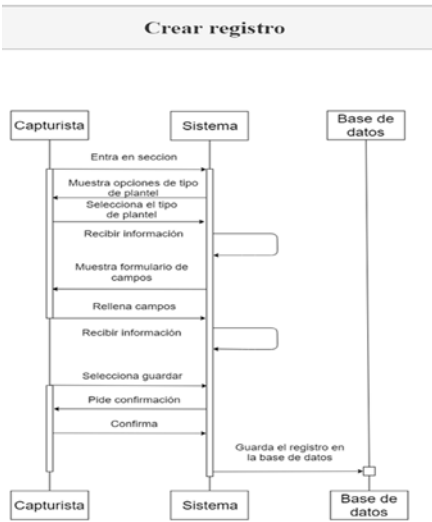 Crear registro
Capturista
Sistema
Base de
datos
Entra en seccion
Muestra opciones de tipo
de plantel
Selecciona el tipo
de plantel
Recibir información
Muestra formulario de
campos
Rellena campos
Recibir información
Selecciona guardar
Pide confirmación
Confirma
Guarda el registro en
la base de datos
Capturista
Sistema
Base de
datos